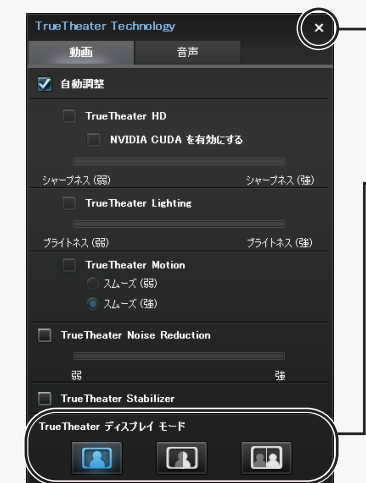 TrueTheater Technology
×
動画 音声
自動調整
TrueTheater HD
NVIDIA CUDA を有効にする
シャープネス (弱) シャープネス (強)
TrueTheater Lighting
ブライトネス (弱) ブライトネス (強)
TrueTheater Motion
スムーズ (弱)
スムーズ (強)
TrueTheater Noise Reduction
弱 強
TrueTheater Stabilizer
TrueTheater ディスプレイ モード